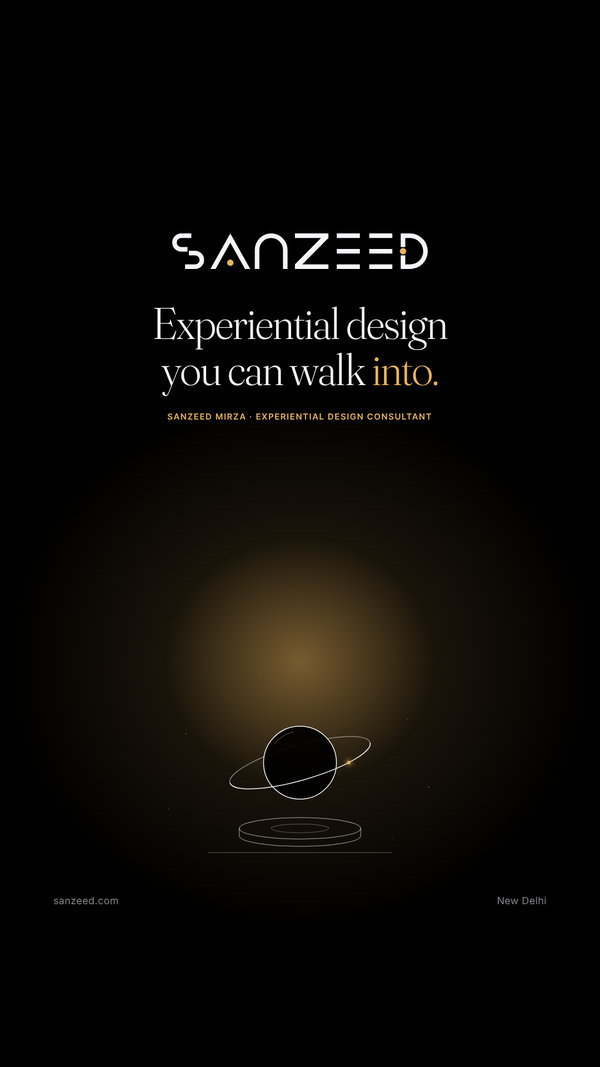 SANZEED
Experiential design
you can walk into.
SANZEED MIRZA · EXPERIENTIAL DESIGN CONSULTANT
sanzeed.com
New Delhi